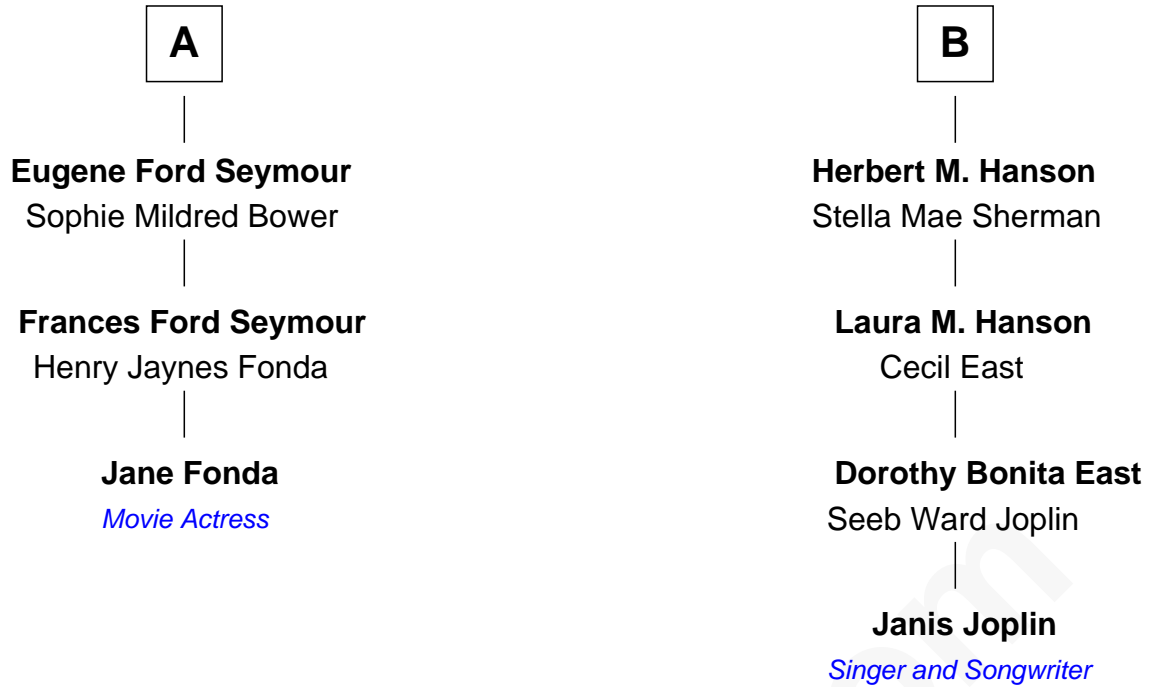 A
Eugene Ford Seymour
Sophie Mildred Bower
Frances Ford Seymour
Henry Jaynes Fonda
Jane Fonda
Movie Actress
B
Herbert M. Hanson
Stella Mae Sherman
Laura M. Hanson
Cecil East
Dorothy Bonita East
Seeb Ward Joplin
Janis Joplin
Singer and Songwriter